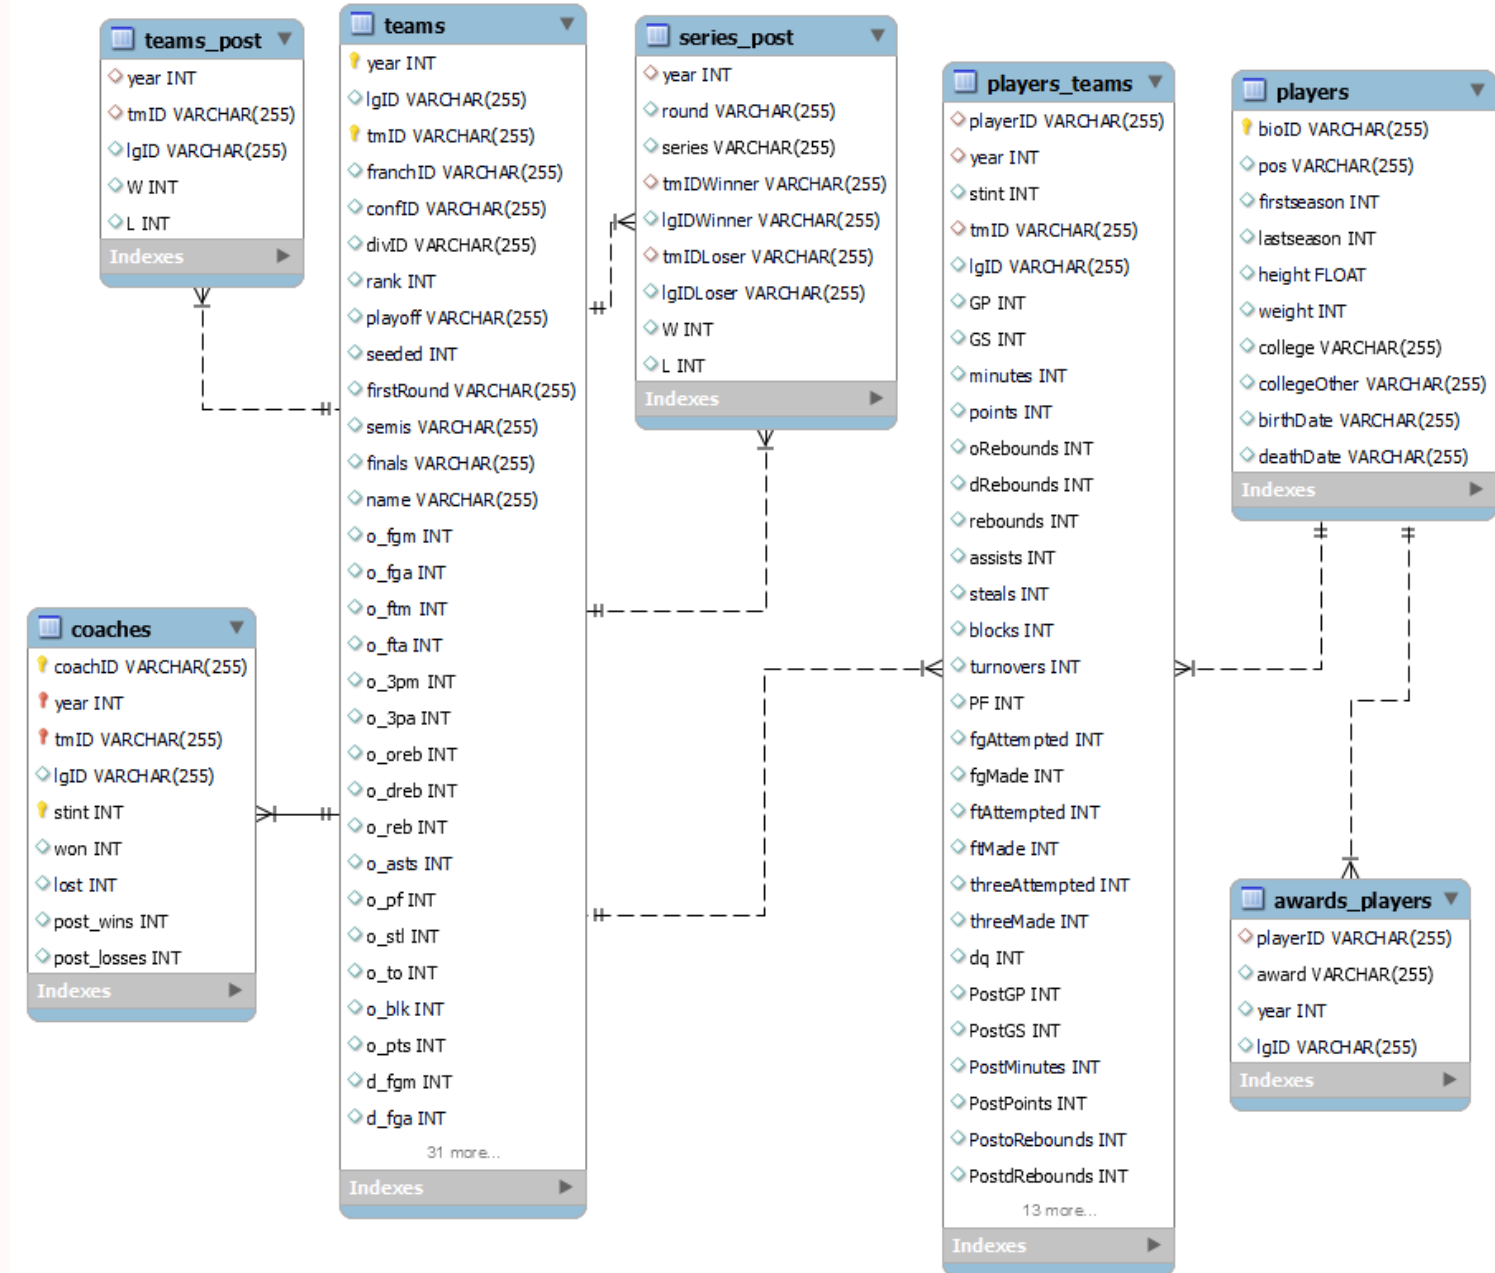 teams_post
year INT
tmID VARCHAR(255)
lgID VARCHAR(255)
W INT
L INT
Indexes
teams
year INT
lgID VARCHAR(255)
tmID VARCHAR(255)
franchID VARCHAR(255)
confID VARCHAR(255)
divID VARCHAR(255)
rank INT
playoff VARCHAR(255)
seeded INT
firstRound VARCHAR(255)
semis VARCHAR(255)
finals VARCHAR(255)
name VARCHAR(255)
o_fgm INT
o_fga INT
o_ftm INT
o_fta INT
o_3pm INT
o_3pa INT
o_oreb INT
o_dreb INT
o_reb INT
o_asts INT
o_pf INT
o_stl INT
o_to INT
o_blk INT
o_pts INT
d_fgm INT
d_fga INT
31 more...
Indexes
series_post
year INT
round VARCHAR(255)
series VARCHAR(255)
tmIDWinner VARCHAR(255)
lgIDWinner VARCHAR(255)
tmIDLoser VARCHAR(255)
lgIDLoser VARCHAR(255)
W INT
L INT
Indexes
players_teams
playerID VARCHAR(255)
year INT
stint INT
tmID VARCHAR(255)
lgID VARCHAR(255)
GP INT
GS INT
minutes INT
points INT
oRebounds INT
dRebounds INT
rebounds INT
assists INT
steals INT
blocks INT
turnovers INT
PF INT
fgAttempted INT
fgMade INT
ftAttempted INT
ftMade INT
threeAttempted INT
threeMade INT
dq INT
PostGP INT
PostGS INT
PostMinutes INT
PostPoints INT
PostoRebounds INT
PostdRebounds INT
13 more...
Indexes
players
bioID VARCHAR(255)
pos VARCHAR(255)
firstseason INT
lastseason INT
height FLOAT
weight INT
college VARCHAR(255)
collegeOther VARCHAR(255)
birthDate VARCHAR(255)
deathDate VARCHAR(255)
Indexes
coaches
coachID VARCHAR(255)
year INT
tmID VARCHAR(255)
lgID VARCHAR(255)
stint INT
won INT
lost INT
post_wins INT
post_losses INT
Indexes
awards_players
playerID VARCHAR(255)
award VARCHAR(255)
year INT
lgID VARCHAR(255)
Indexes